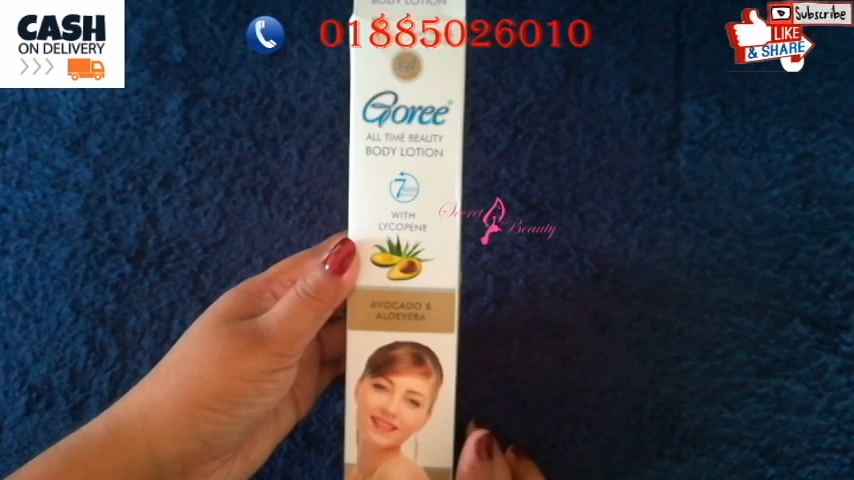 BODY LOTION
CASH
ON DELIVERY
01885026010
Subscribe
LIKE
& SHARE
Goree®
ALL TIME BEAUTY
BODY LOTION
7days
WITH
LYCOPENE
Secret
Beauty
AVOCADO &
ALOEVERA